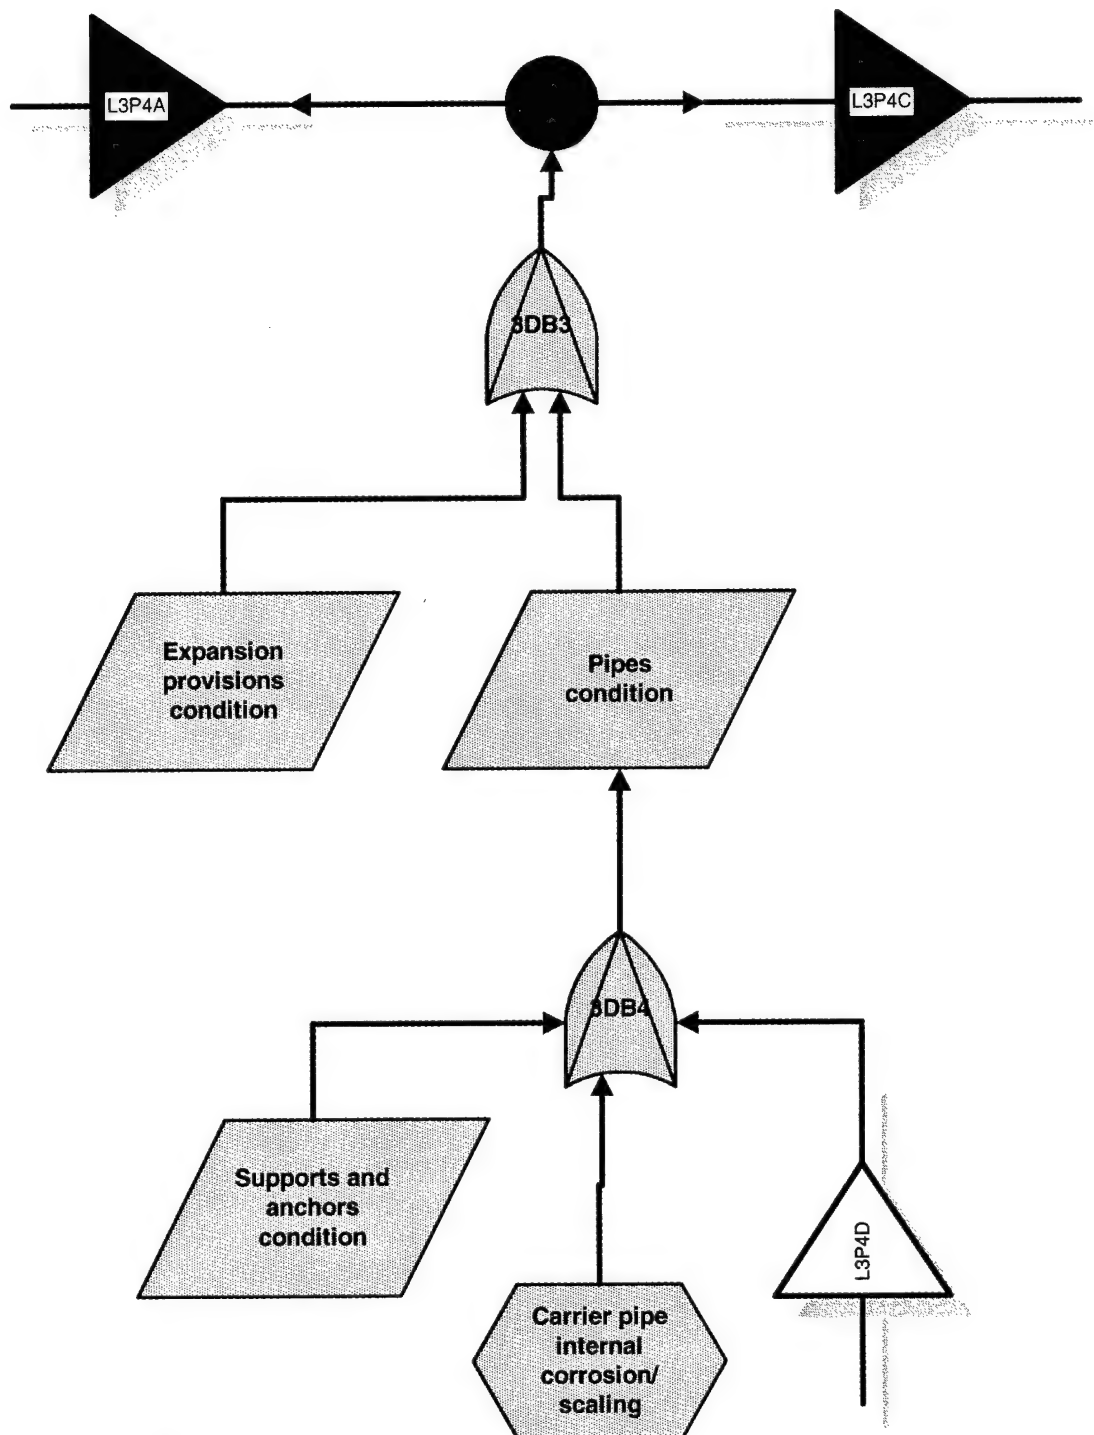 L3P4A
L3P4C
3DB3
Expansion
provisions
condition
Pipes
condition
3DB4
Supports and
anchors
condition
L3P4D
Carrier pipe
internal
corrosion/
scaling